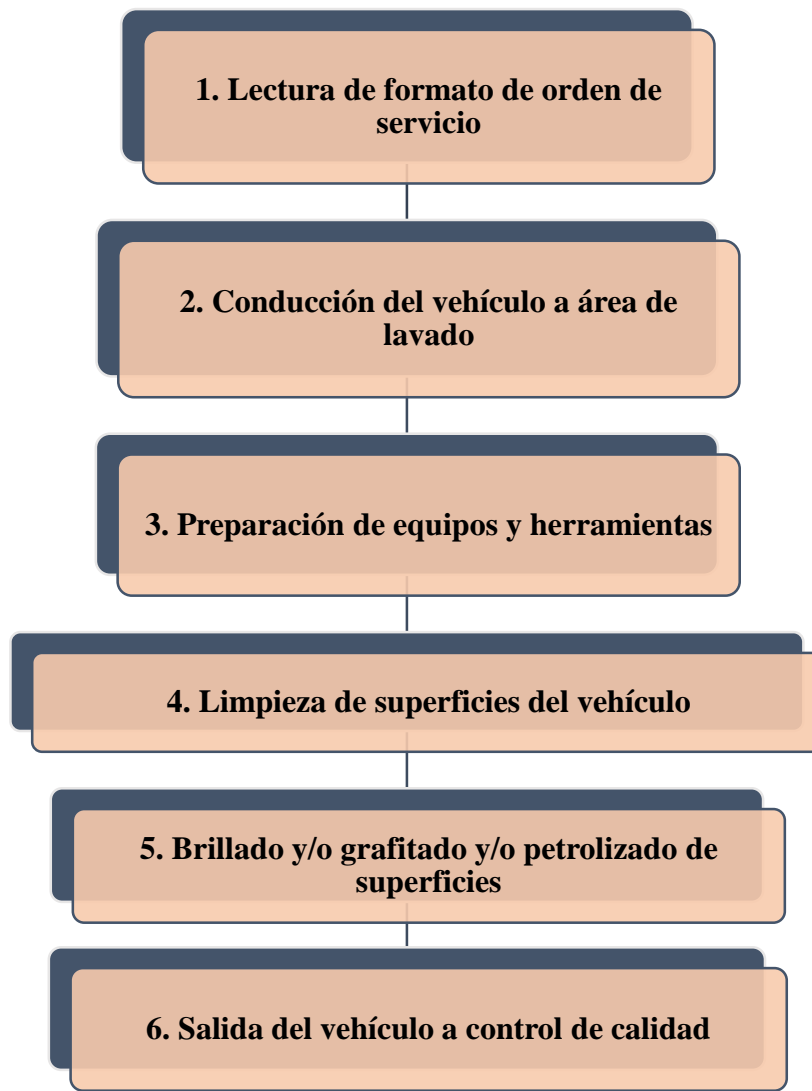 1. Lectura de formato de orden de
servicio
2. Conducción del vehículo a área de
lavado
3. Preparación de equipos y herramientas
4. Limpieza de superficies del vehículo
5. Brillado y/o grafitado y/o petrolizado de
superficies
6. Salida del vehículo a control de calidad